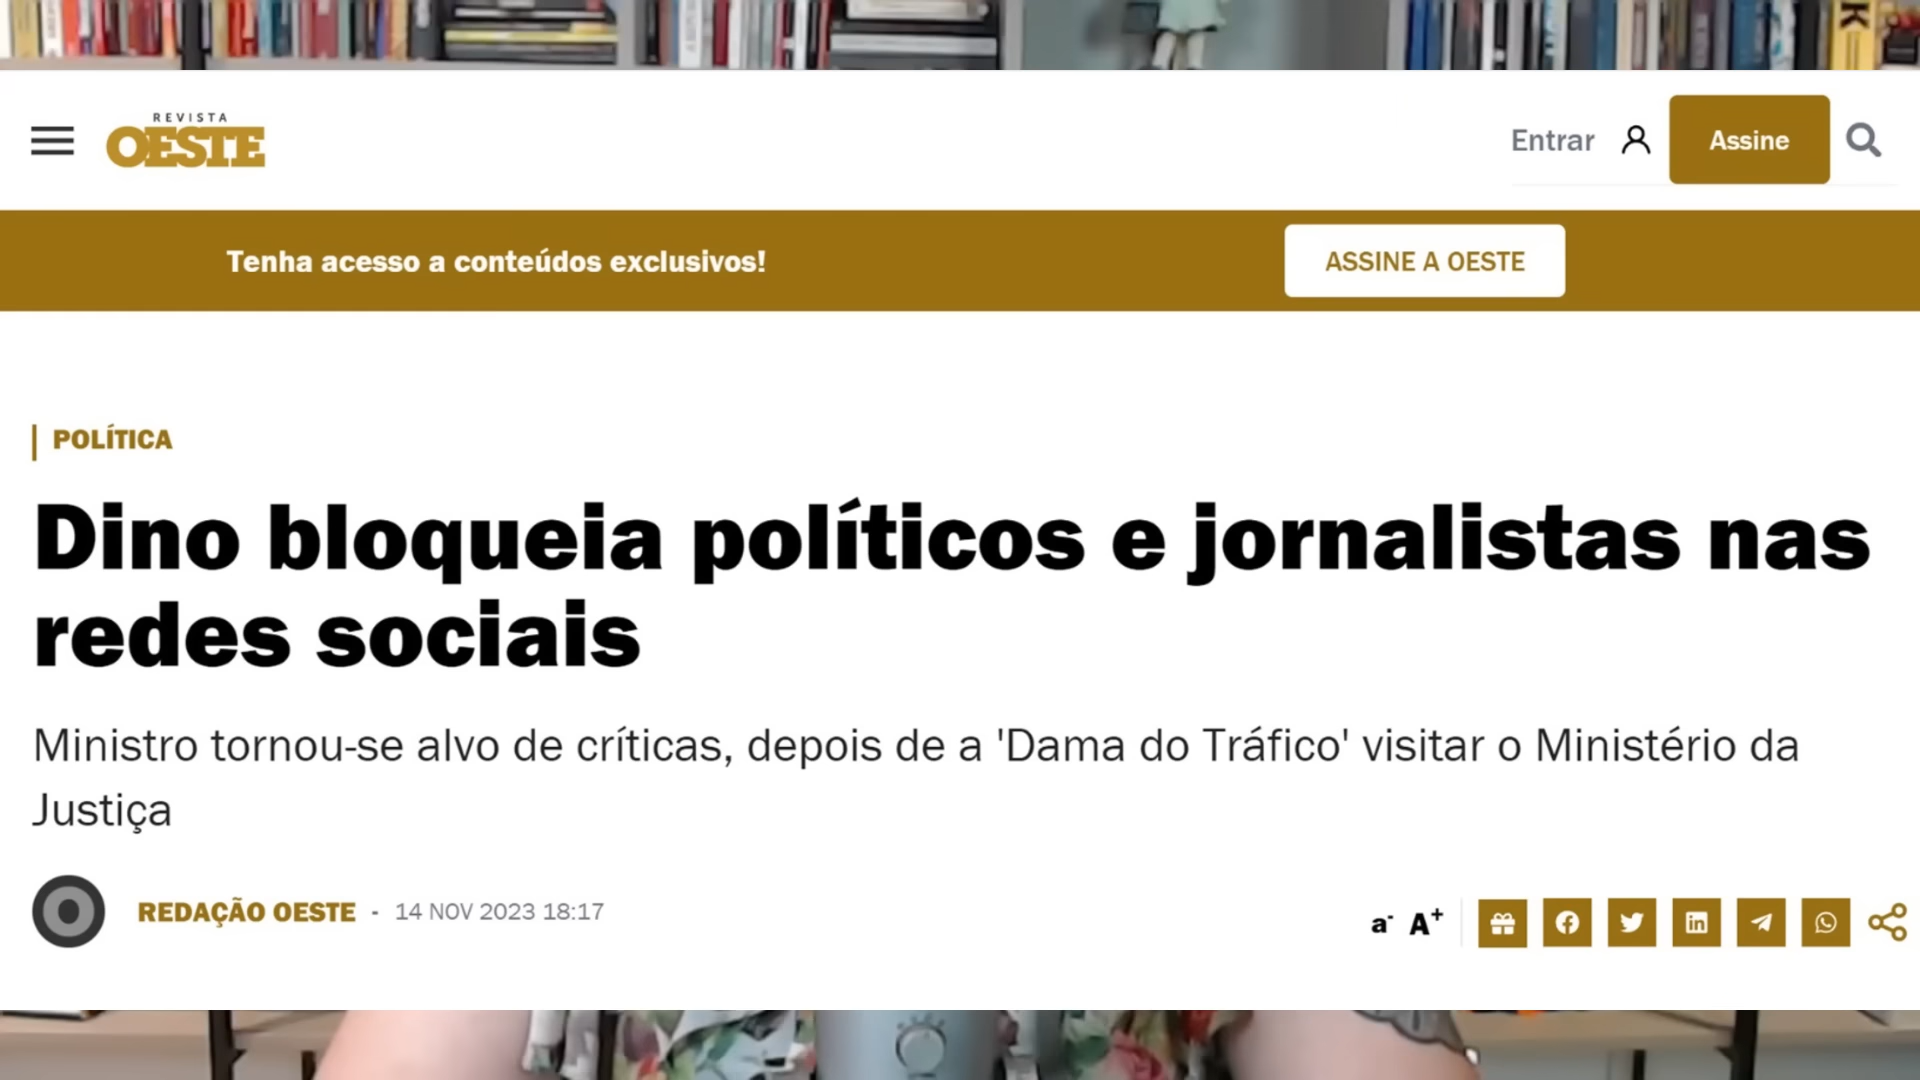 REVISTA
OESTE
Entrar
Assine
Tenha acesso a conteúdos exclusivos!
ASSINE A OESTE
POLÍTICA
Dino bloqueia políticos e jornalistas nas
redes sociais
Ministro tornou-se alvo de críticas, depois de a 'Dama do Tráfico' visitar o Ministério da
Justiça
REDAÇÃO OESTE - 14 NOV 2023 18:17
a- A+